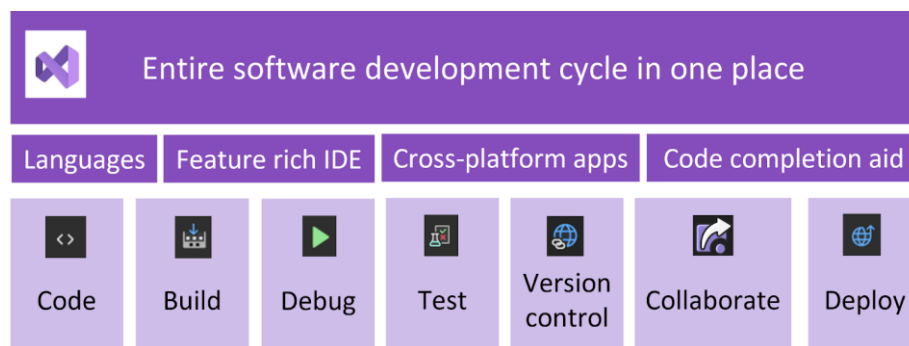 Entire software development cycle in one place
Languages
Feature rich IDE
Cross-platform apps
Code completion aid
Code
Build
Debug
Test
Version
control
Collaborate
Deploy